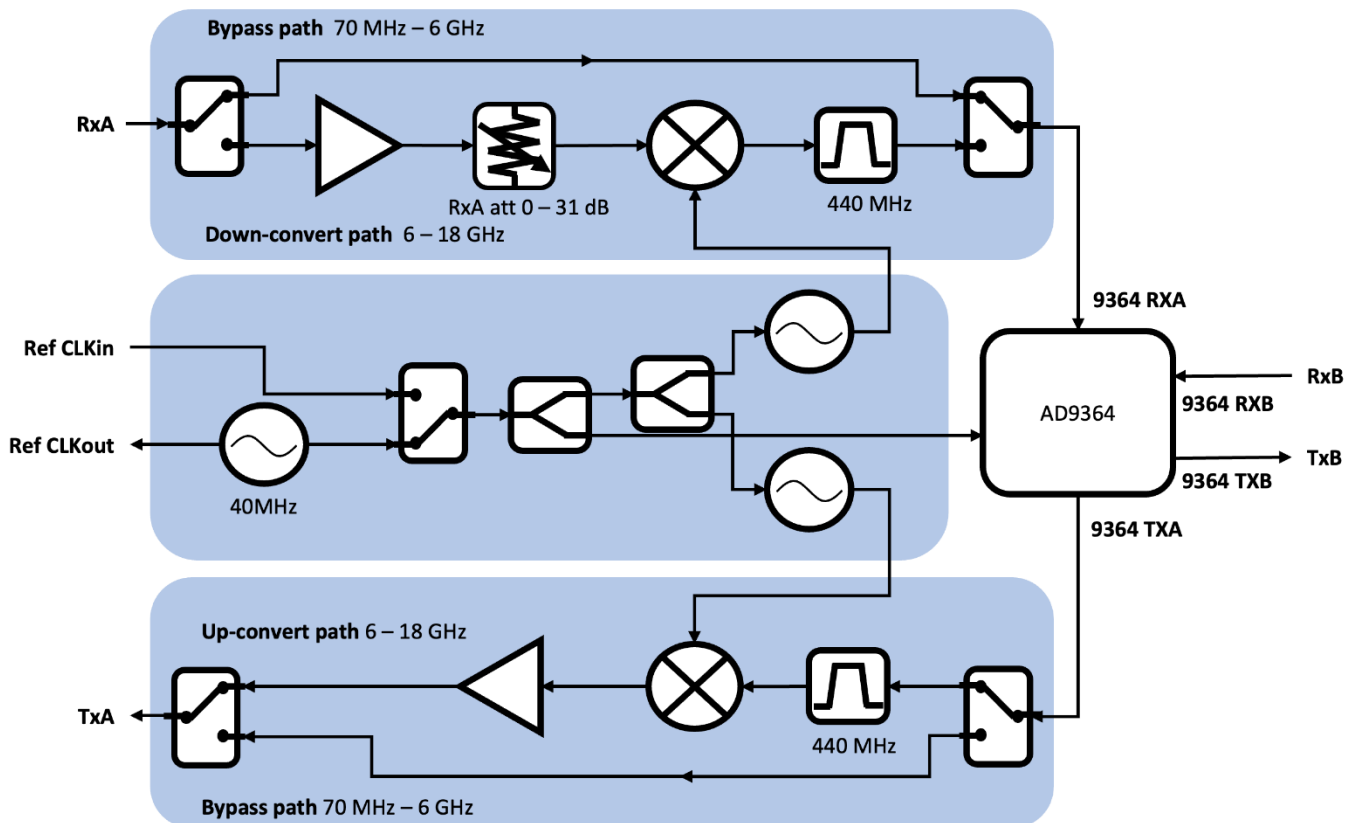 Bypass path 70 MHz – 6 GHz
RxA
RxA att 0 – 31 dB
440 MHz
Down-convert path 6 – 18 GHz
9364 RXA
Ref CLKin
Ref CLKout
40MHz
AD9364
RxB
9364 RXB
TxB
9364 TXB
9364 TXA
Up-convert path 6 – 18 GHz
TxA
440 MHz
Bypass path 70 MHz – 6 GHz